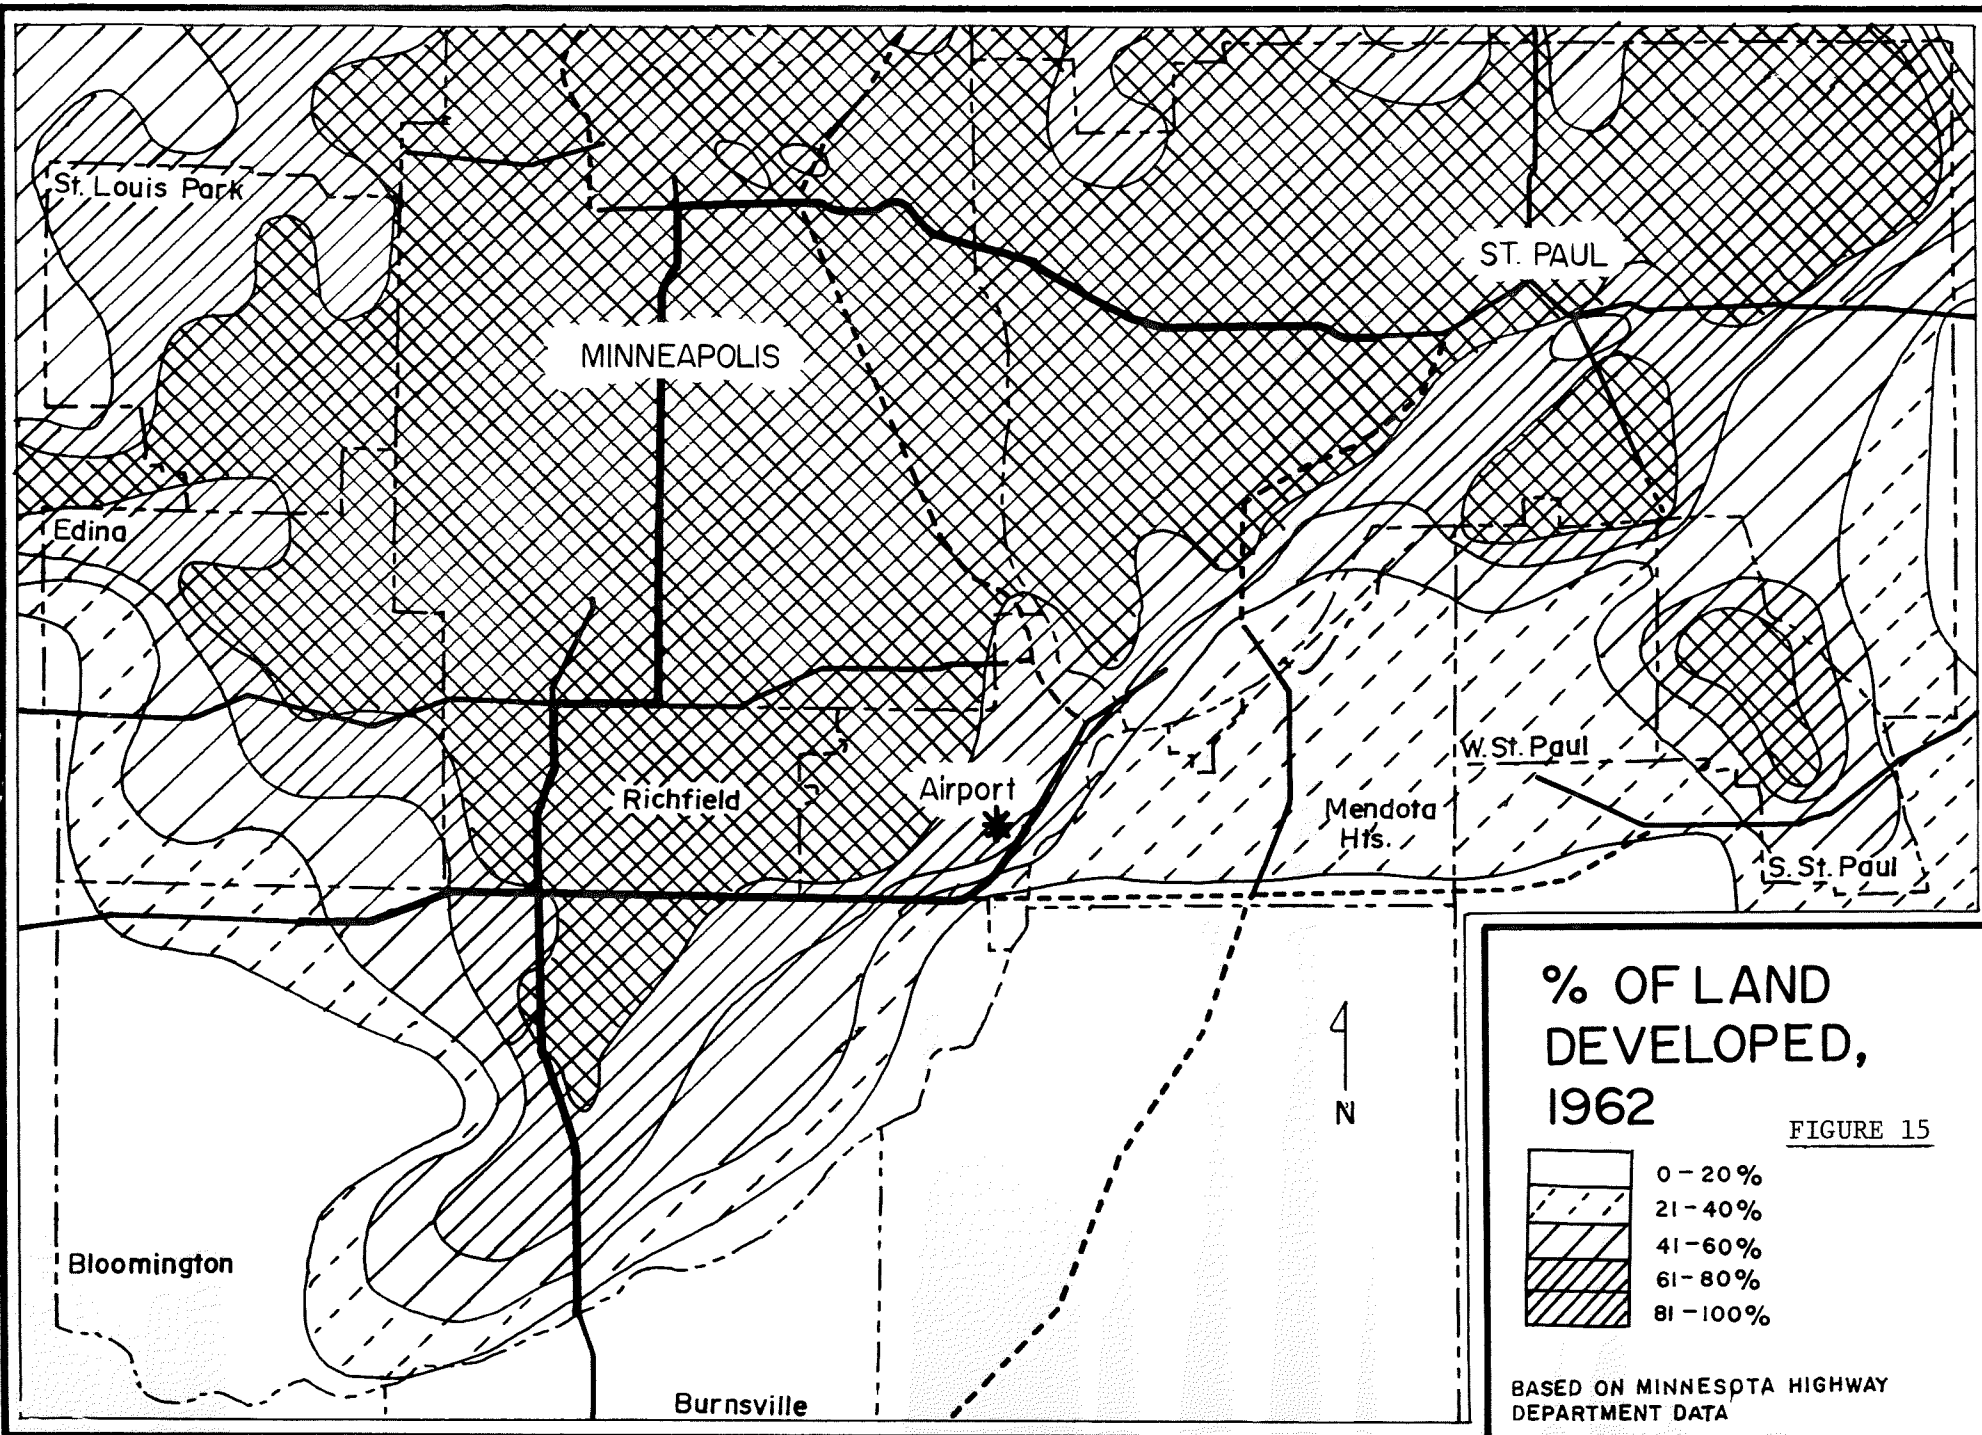 St. Louis Park
ST. PAUL
MINNEAPOLIS
Edina
Richfield
Airport
W. St. Paul
Mendota
Hts.
S. St. Paul
Bloomington
Burnsville
N
% OF LAND
DEVELOPED,
1962
FIGURE 15
0-20%
21-40%
41-60%
61-80%
81-100%
BASED ON MINNESOTA HIGHWAY
DEPARTMENT DATA